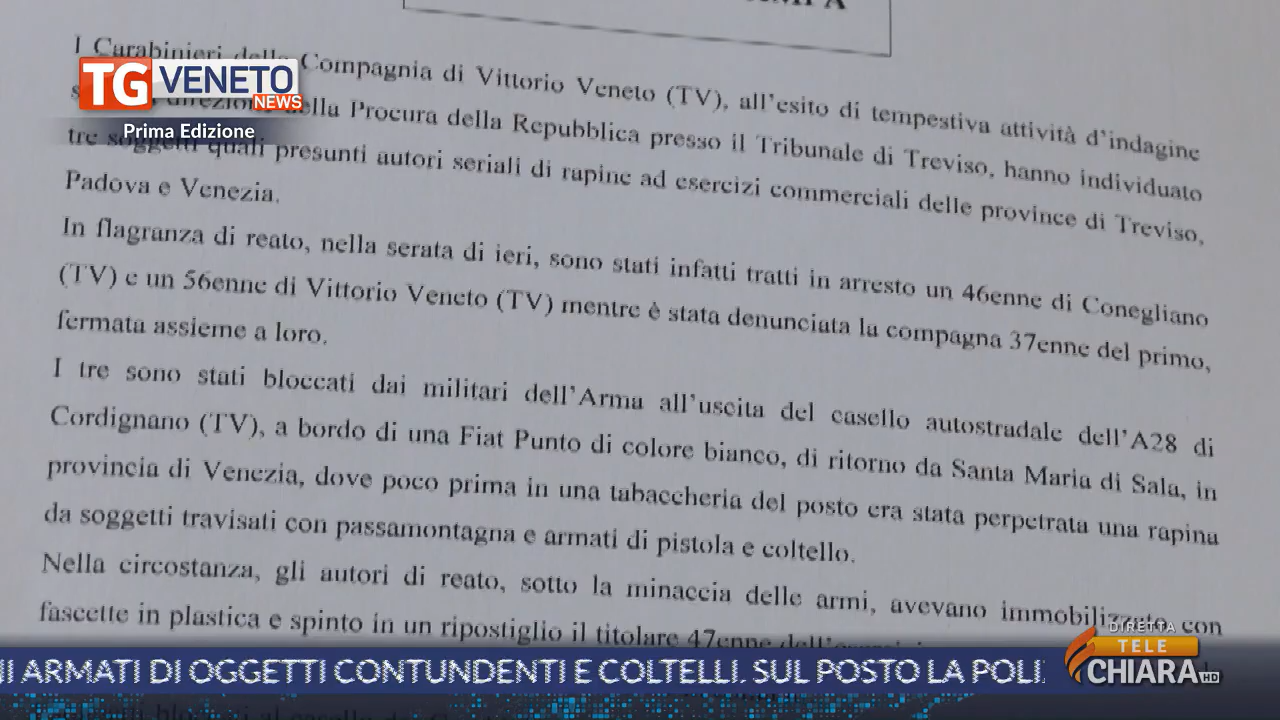 I Carabinieri della Compagnia di Vittorio Veneto (TV), all'esito di tempestiva attività d'indagine
direzione della Procura della Repubblica presso il Tribunale di Treviso, hanno individuato
tre soggetti quali presunti autori seriali di rapine ad esercizi commerciali delle province di Treviso,
Padova e Venezia.
In flagranza di reato, nella serata di ieri, sono stati infatti tratti in arresto un 46enne di Conegliano
(TV) e un 56enne di Vittorio Veneto (TV) mentre è stata denunciata la compagna 37enne del primo,
fermata assieme a loro.
I tre sono stati bloccati dai militari dell'Arma all'uscita del casello autostradale dell'A28 di
Cordignano (TV), a bordo di una Fiat Punto di colore bianco, di ritorno da Santa Maria di Sala, in
provincia di Venezia, dove poco prima in una tabaccheria del posto era stata perpetrata una rapina
da soggetti travisati con passamontagna e armati di pistola e coltello.
Nella circostanza, gli autori di reato, sotto la minaccia delle armi, avevano immobilizzato con
fascette in plastica e spinto in un ripostiglio il titolare 47enne
TG VENETO
NEWS
Prima Edizione
NI ARMATI DI OGGETTI CONTUNDENTI E COLTELLI. SUL POSTO LA POLI
DIRETTA
TELE
CHIARA HD